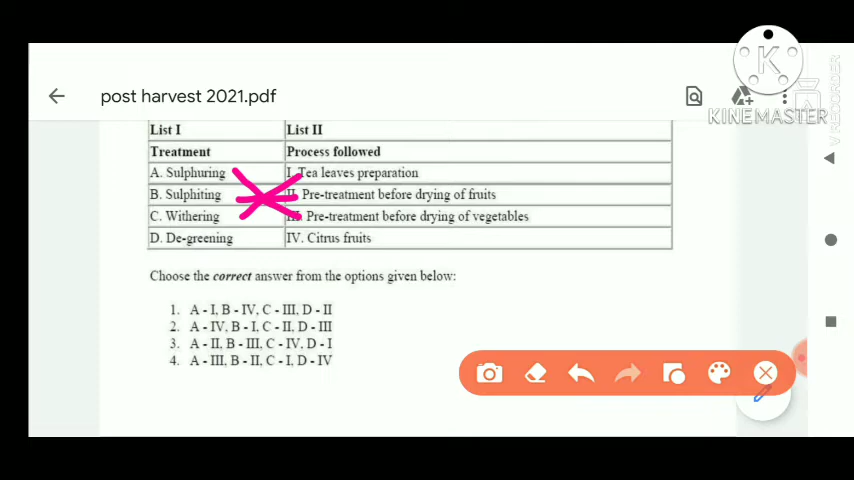 K
KINEMASTER
V RECORDER
post harvest 2021.pdf
List I List II
Treatment Process followed
A. Sulphuring I. Tea leaves preparation
B. Sulphiting II. Pre-treatment before drying of fruits
C. Withering III. Pre-treatment before drying of vegetables
D. De-greening IV. Citrus fruits
Choose the correct answer from the options given below:
1. A - I, B - IV, C - III, D - II
2. A - IV, B - I, C - II, D - III
3. A - II, B - III, C - IV, D - I
4. A - III, B - II, C - I, D - IV